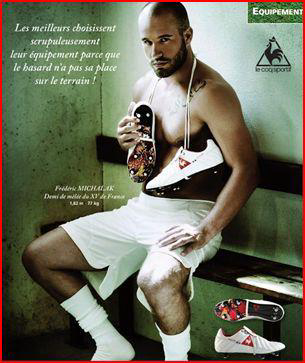 EQUIPEMENT
Les meilleurs choisissent
scrupuleusement
leur équipement parce que
le hasard n'a pas sa place
sur le terrain !
le coq sportif
Frédéric MICHALAK
Demi de mêlée du XV de France
1,82 m - 77 kg